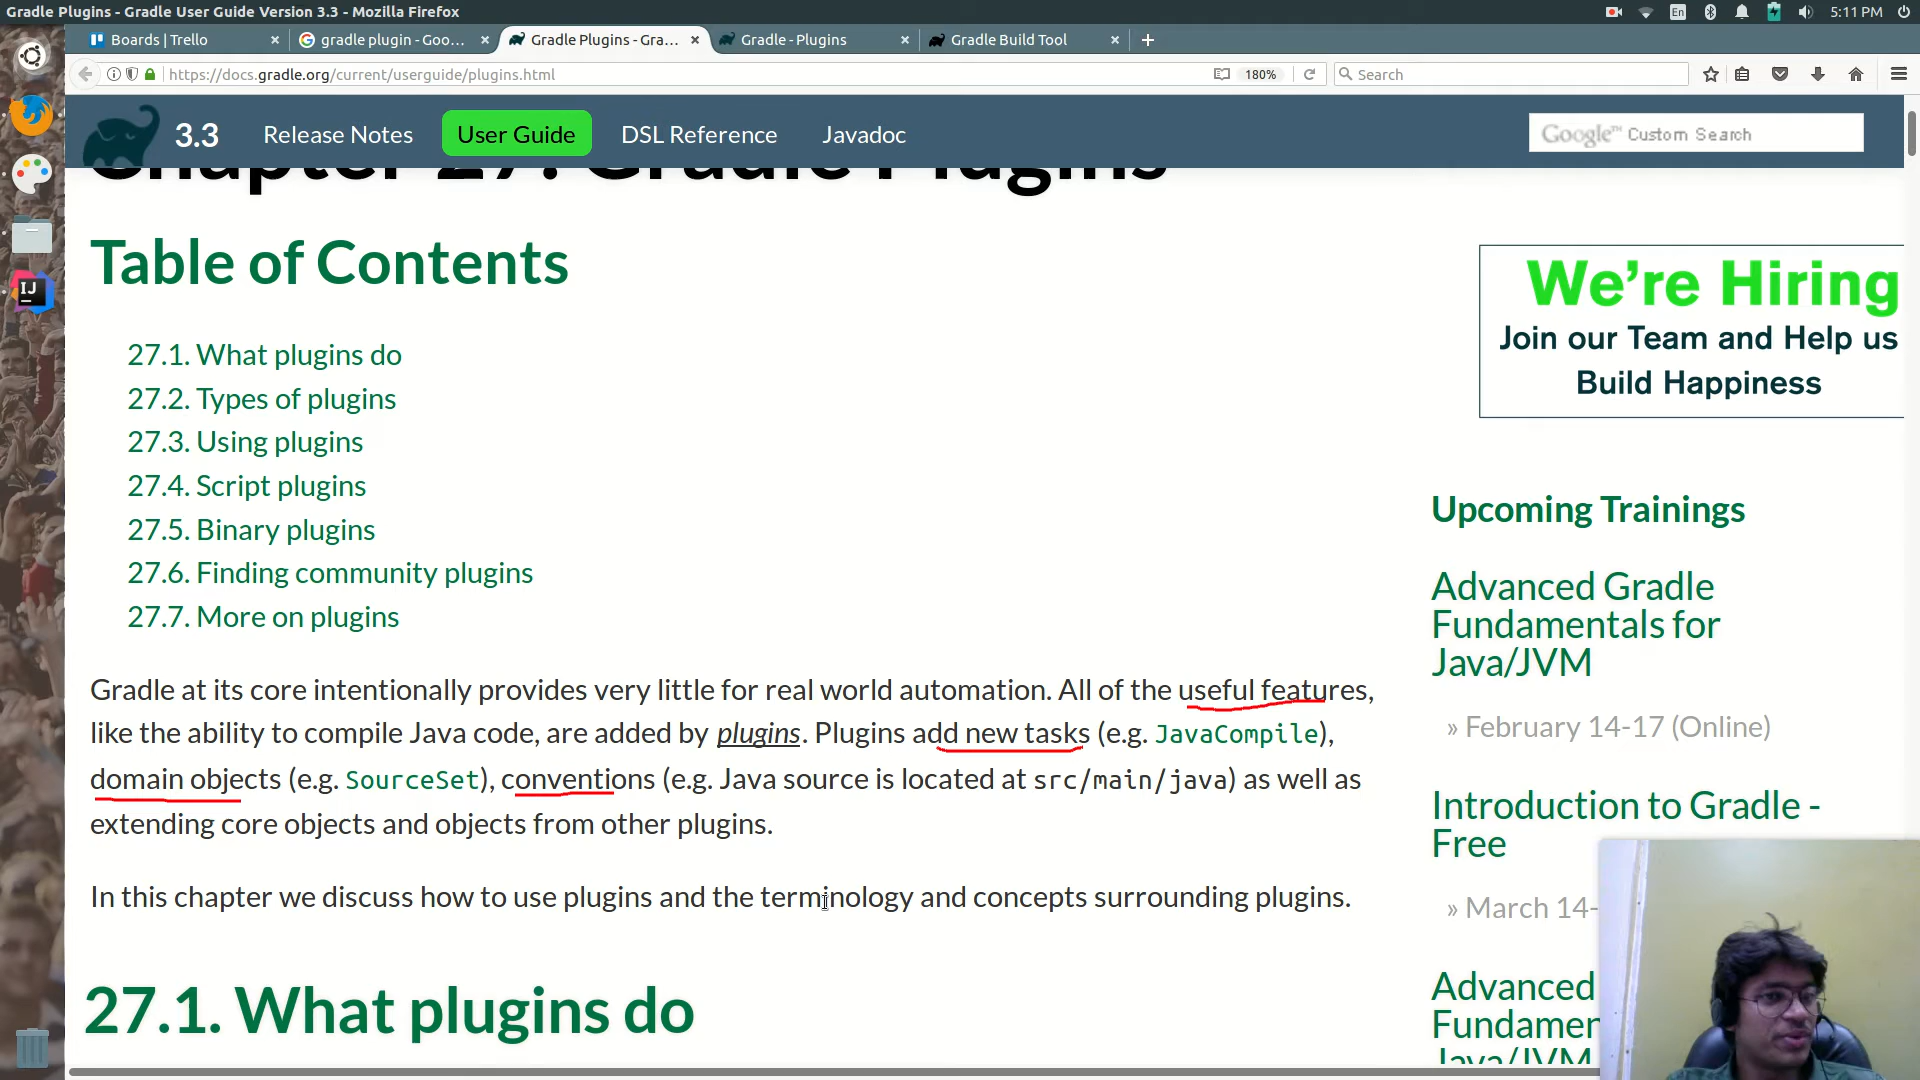 Gradle Plugins - Gradle User Guide Version 3.3 - Mozilla Firefox
En
5:11 PM
Boards | Trello
gradle plugin - Goo...
Gradle Plugins - Gra...
Gradle - Plugins
Gradle Build Tool
https://docs.gradle.org/current/userguide/plugins.html
180%
Search
3.3
Release Notes
User Guide
DSL Reference
Javadoc
Google™ Custom Search
Chapter 27. Gradle Plugins
Table of Contents
27.1. What plugins do
27.2. Types of plugins
27.3. Using plugins
27.4. Script plugins
27.5. Binary plugins
27.6. Finding community plugins
27.7. More on plugins
Gradle at its core intentionally provides very little for real world automation. All of the useful features,
like the ability to compile Java code, are added by plugins. Plugins add new tasks (e.g. JavaCompile),
domain objects (e.g. SourceSet), conventions (e.g. Java source is located at src/main/java) as well as
extending core objects and objects from other plugins.
In this chapter we discuss how to use plugins and the terminology and concepts surrounding plugins.
27.1. What plugins do
We're Hiring
Join our Team and Help us
Build Happiness
Upcoming Trainings
Advanced Gradle
Fundamentals for
Java/JVM
» February 14-17 (Online)
Introduction to Gradle -
Free
» March 14-
Advanced
Fundamen
Java/JVM
IJ